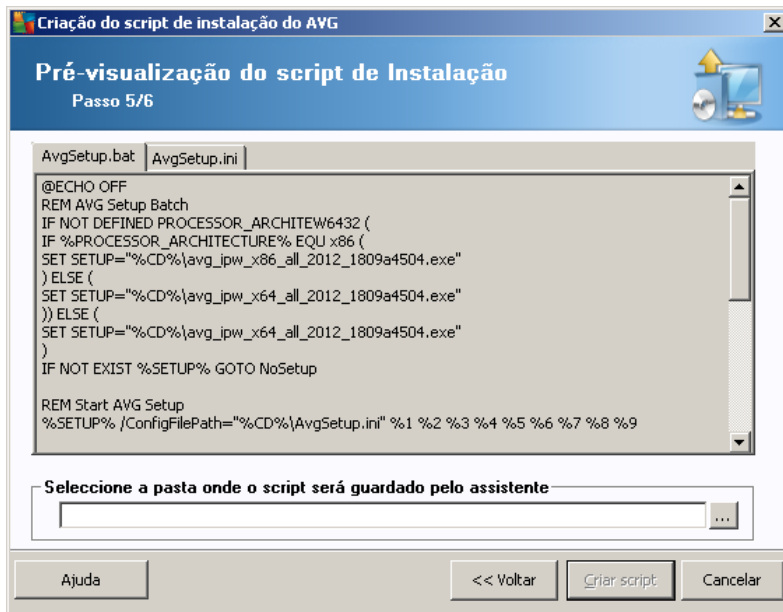 Criação do script de instalação do AVG
Pré-visualização do script de Instalação
Passo 5/6
AvgSetup.bat AvgSetup.ini
@ECHO OFF
REM AVG Setup Batch
IF NOT DEFINED PROCESSOR_ARCHITEW6432 (
IF %PROCESSOR_ARCHITECTURE% EQU x86 (
SET SETUP="%CD%\avg_ipw_x86_all_2012_1809a4504.exe"
) ELSE (
SET SETUP="%CD%\avg_ipw_x64_all_2012_1809a4504.exe"
)) ELSE (
SET SETUP="%CD%\avg_ipw_x64_all_2012_1809a4504.exe"
)
IF NOT EXIST %SETUP% GOTO NoSetup
REM Start AVG Setup
%SETUP% /ConfigFilePath="%CD%\AvgSetup.ini" %1 %2 %3 %4 %5 %6 %7 %8 %9
Seleccione a pasta onde o script será guardado pelo assistente
...
Ajuda << Voltar Criar script Cancelar